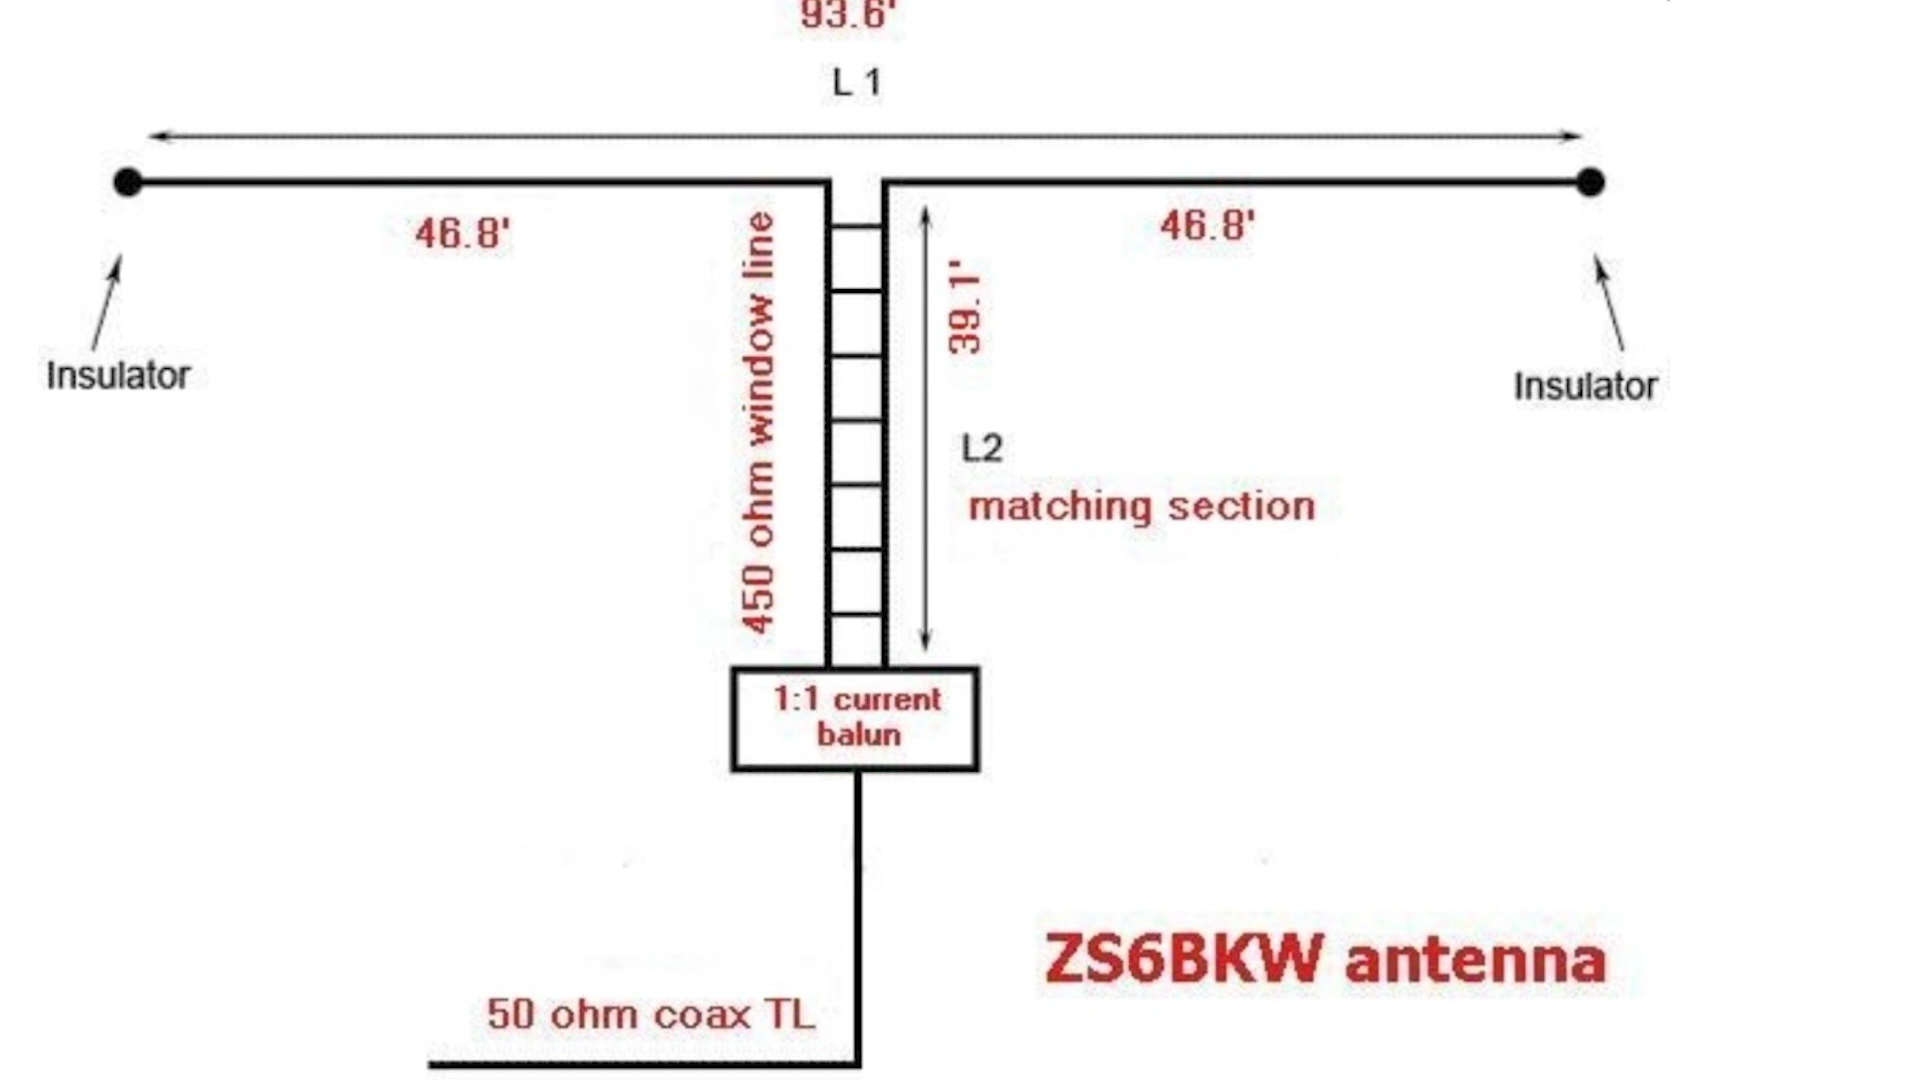 93.6'
L 1
46.8'
46.8'
450 ohm window line
39.1'
Insulator
Insulator
L2
matching section
1:1 current
balun
ZS6BKW antenna
50 ohm coax TL